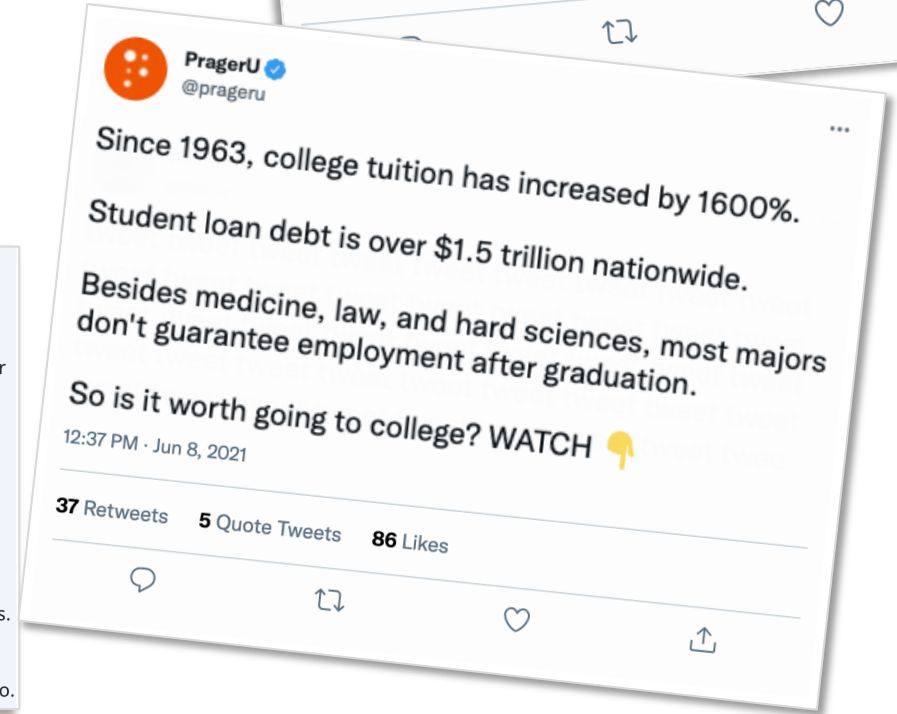 PragerU
@prageru
Since 1963, college tuition has increased by 1600%.
Student loan debt is over $1.5 trillion nationwide.
Besides medicine, law, and hard sciences, most majors
don't guarantee employment after graduation.
So is it worth going to college? WATCH 👇
12:37 PM · Jun 8, 2021
37 Retweets 5 Quote Tweets 86 Likes
r
s.
o.